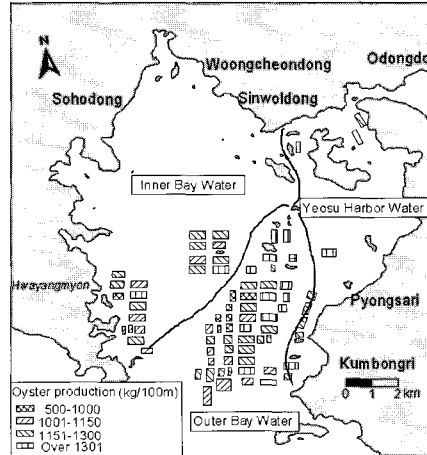 N
Odongdo
Woongcheondong
Sohodong
Sinwoldong
Inner Bay Water
Yeosu Harbor Water
Hwayangmyon
Pyongsari
Kumbongri
0 1 2 km
Oyster production (kg/100m)
500-1000
1001-1150
1151-1300
Over 1301
Outer Bay Water